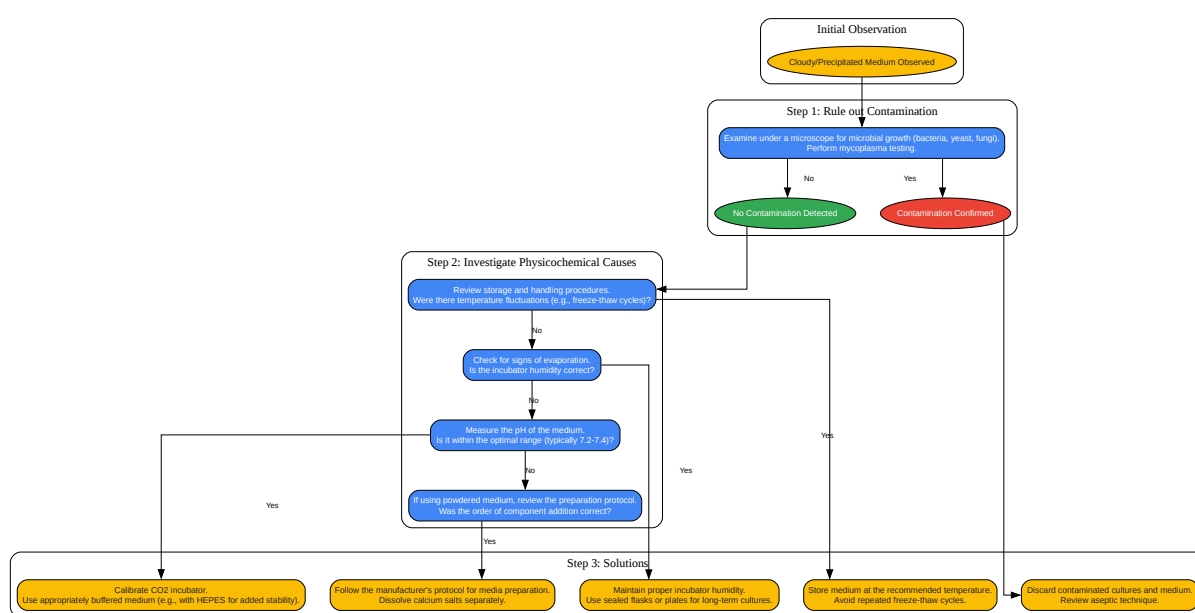 Initial Observation
Cloudy/Precipitated Medium Observed
Step 1: Rule out Contamination
Examine under a microscope for microbial growth (bacteria, yeast, fungi).
Perform mycoplasma testing.
No
Yes
No Contamination Detected
Contamination Confirmed
Step 2: Investigate Physicochemical Causes
Review storage and handling procedures.
Were there temperature fluctuations (e.g., freeze-thaw cycles)?
No
Check for signs of evaporation.
Is the incubator humidity correct?
No
Measure the pH of the medium.
Is it within the optimal range (typically 7.2-7.4)?
Yes
No
Yes
Yes
If using powdered medium, review the preparation protocol.
Was the order of component addition correct?
Yes
Step 3: Solutions
Calibrate CO2 incubator.
Use appropriately buffered medium (e.g., with HEPES for added stability).
Follow the manufacturer's protocol for media preparation.
Dissolve calcium salts separately.
Maintain proper incubator humidity.
Use sealed flasks or plates for long-term cultures.
Store medium at the recommended temperature.
Avoid repeated freeze-thaw cycles.
Discard contaminated cultures and medium.
Review aseptic technique.